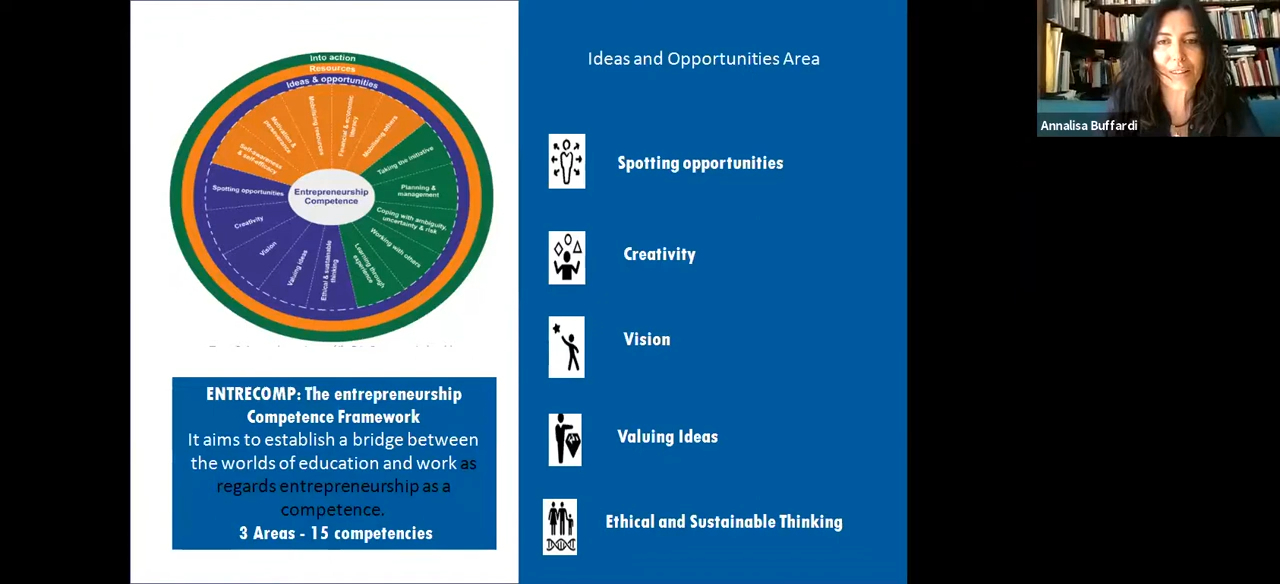 Into action
Resources
Ideas & opportunities
Self-awareness
& self-efficacy
Motivation &
perseverance
Mobilising resources
Financial & economic
literacy
Mobilising others
Taking the initiative
Planning &
management
Coping with ambiguity,
uncertainty & risk
Working with others
Learning through
experience
Ethical & sustainable
thinking
Valuing ideas
Vision
Creativity
Spotting opportunities
Entrepreneurship
Competence
ENTRECOMP: The entrepreneurship
Competence Framework
It aims to establish a bridge between
the worlds of education and work as
regards entrepreneurship as a
competence.
3 Areas - 15 competencies
Ideas and Opportunities Area
Spotting opportunities
Creativity
Vision
Valuing Ideas
Ethical and Sustainable Thinking
Annalisa Buffardi